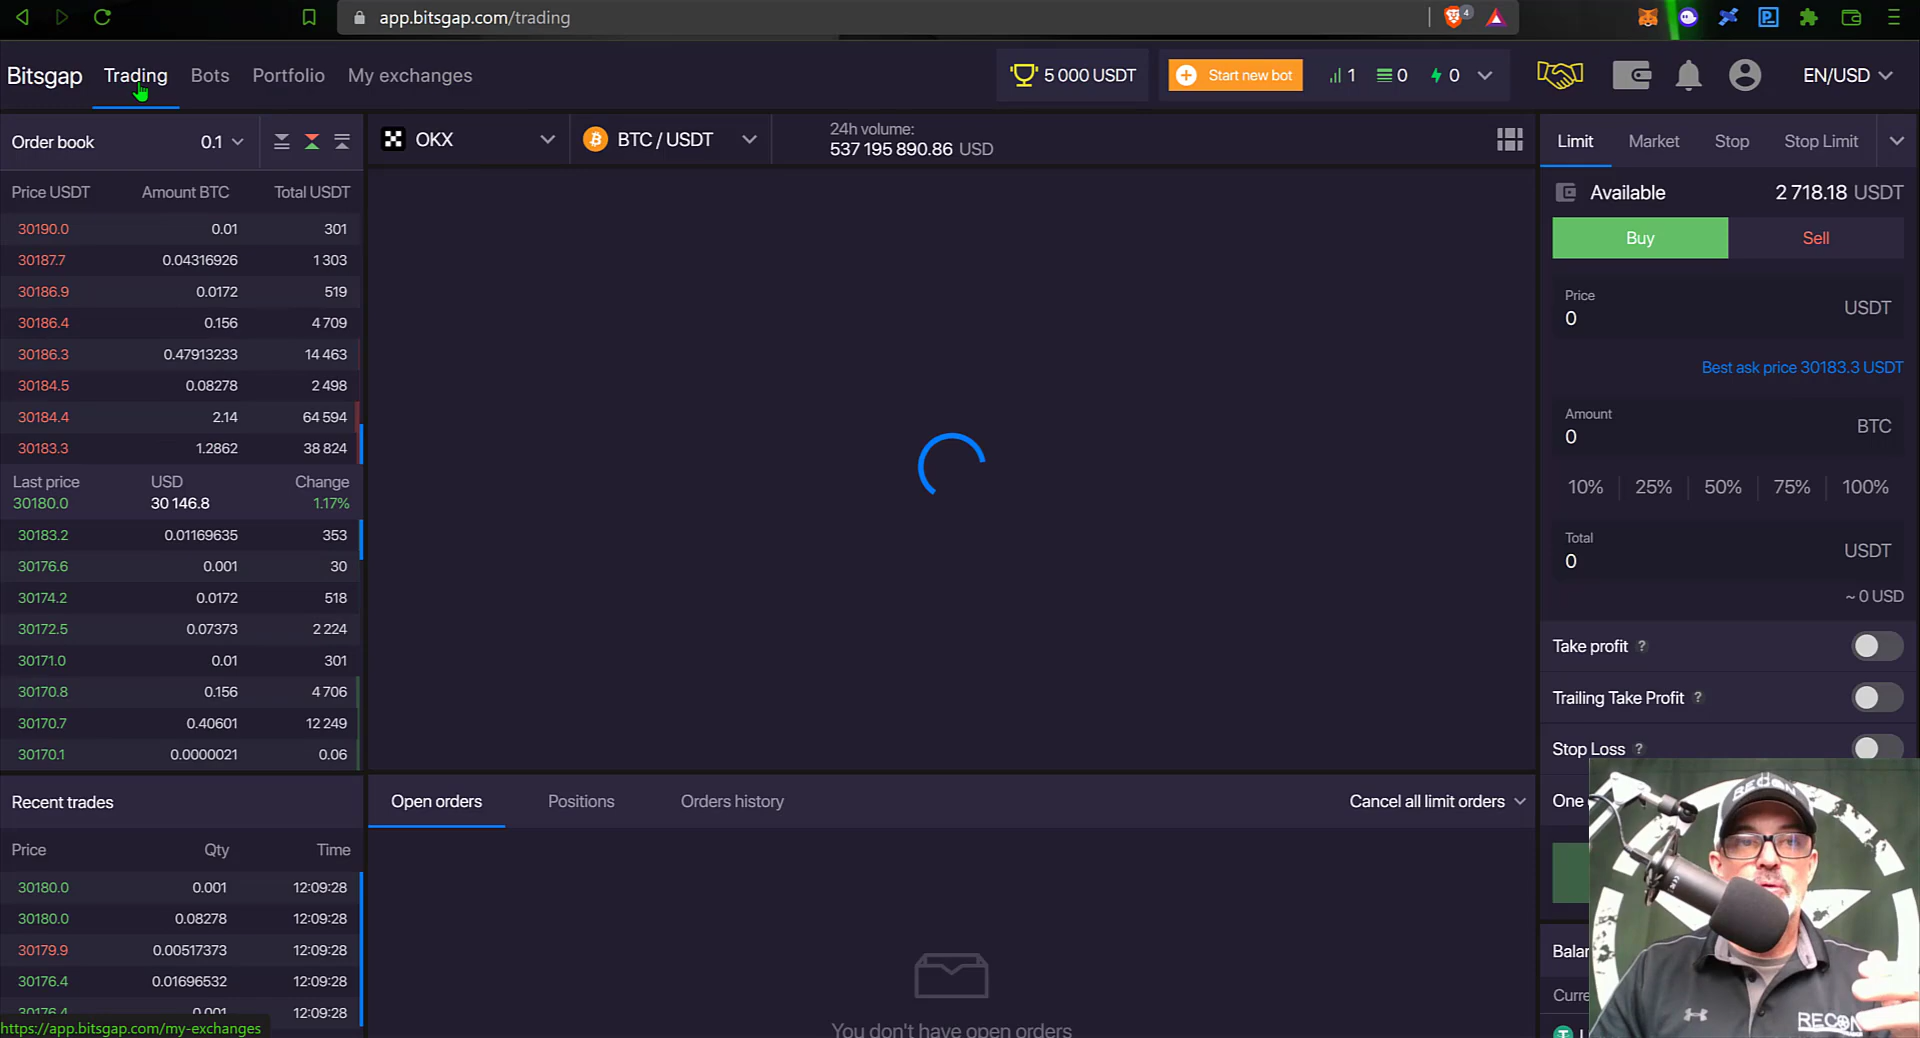 app.bitsgap.com/trading
4
Bitsgap Trading Bots Portfolio My exchanges 5 000 USDT Start new bot 1 0 0 EN/USD
Order book 0.1
OKX BTC / USDT 24h volume:
537 195 890.86 USD
Limit Market Stop Stop Limit
Price USDT Amount BTC Total USDT
30190.0 0.01 301
30187.7 0.04316926 1 303
30186.9 0.0172 519
30186.4 0.156 4 709
30186.3 0.47913233 14 463
30184.5 0.08278 2 498
30184.4 2.14 64 594
30183.3 1.2862 38 824
Last price USD Change
30180.0 30 146.8 1.17%
30183.2 0.01169635 353
30176.6 0.001 30
30174.2 0.0172 518
30172.5 0.07373 2 224
30171.0 0.01 301
30170.8 0.156 4 706
30170.7 0.40601 12 249
30170.1 0.0000021 0.06
Recent trades
Price Qty Time
30180.0 0.001 12:09:28
30180.0 0.08278 12:09:28
30179.9 0.00517373 12:09:28
30176.4 0.01696532 12:09:28
30176.4 0.001 12:09:28
https://app.bitsgap.com/my-exchanges
Open orders Positions Orders history Cancel all limit orders
You don't have open orders
Available 2 718.18 USDT
Buy Sell
Price
0 USDT
Best ask price 30183.3 USDT
Amount
0 BTC
10% 25% 50% 75% 100%
Total
0 USDT
~ 0 USD
Take profit ?
Trailing Take Profit ?
Stop Loss ?
One
Balan
Curre
RECON
RECON